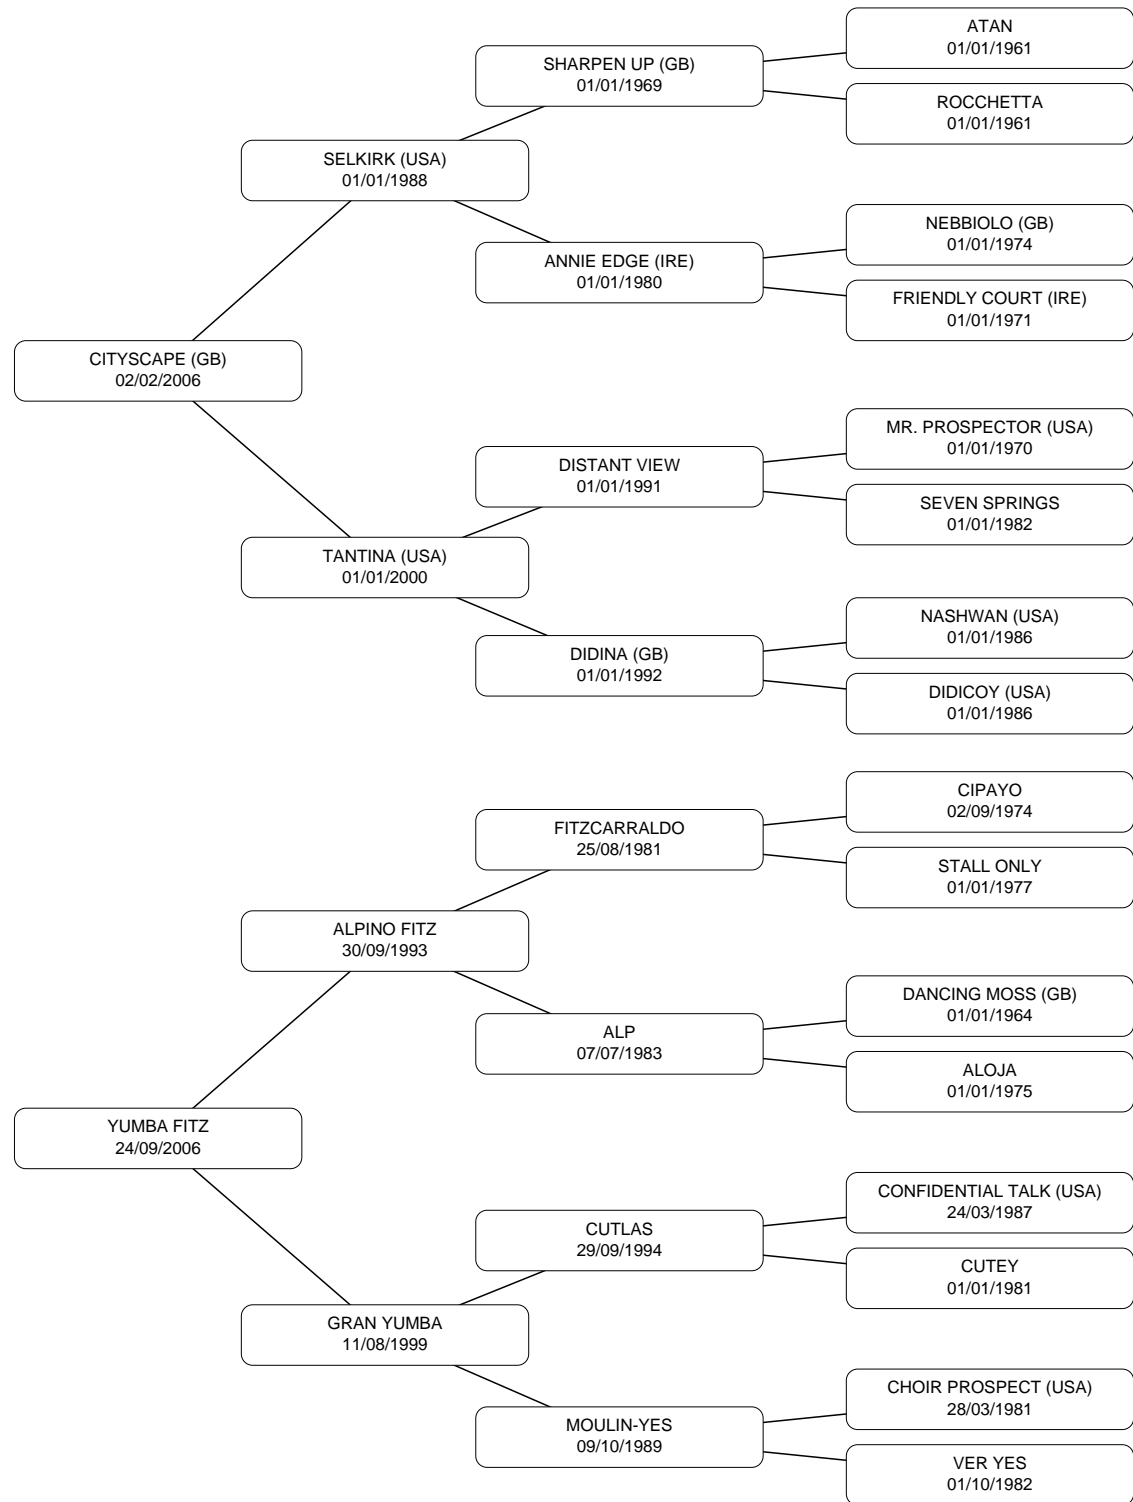 ATAN
01/01/1961
SHARPEN UP (GB)
01/01/1969
ROCCHETTA
01/01/1961
SELKIRK (USA)
01/01/1988
NEBBIOLO (GB)
01/01/1974
ANNIE EDGE (IRE)
01/01/1980
FRIENDLY COURT (IRE)
01/01/1971
CITYSCAPE (GB)
02/02/2006
MR. PROSPECTOR (USA)
01/01/1970
DISTANT VIEW
01/01/1991
SEVEN SPRINGS
01/01/1982
TANTINA (USA)
01/01/2000
NASHWAN (USA)
01/01/1986
DIDINA (GB)
01/01/1992
DIDICOY (USA)
01/01/1986
CIPAYO
02/09/1974
FITZCARRALDO
25/08/1981
STALL ONLY
01/01/1977
ALPINO FITZ
30/09/1993
DANCING MOSS (GB)
01/01/1964
ALP
07/07/1983
ALOJA
01/01/1975
YUMBA FITZ
24/09/2006
CONFIDENTIAL TALK (USA)
24/03/1987
CUTLAS
29/09/1994
CUTEY
01/01/1981
GRAN YUMBA
11/08/1999
CHOIR PROSPECT (USA)
28/03/1981
MOULIN-YES
09/10/1989
VER YES
01/10/1982